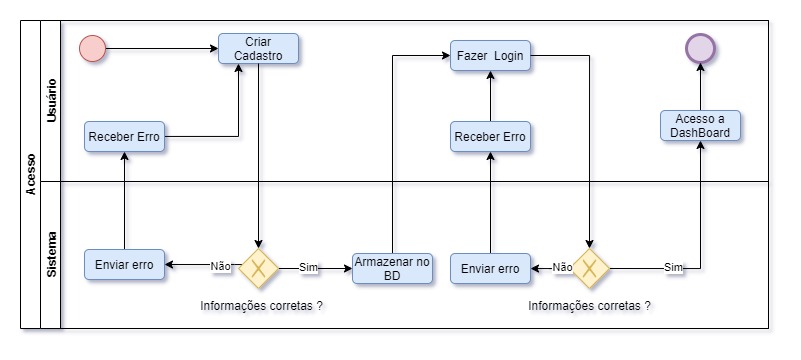 Acesso
Usuário
Sistema
Criar
Cadastro
Fazer Login
Receber Erro
Receber Erro
Acesso a
DashBoard
Enviar erro
Não
Sim
Armazenar no
BD
Enviar erro
Não
Sim
Informações corretas ?
Informações corretas ?